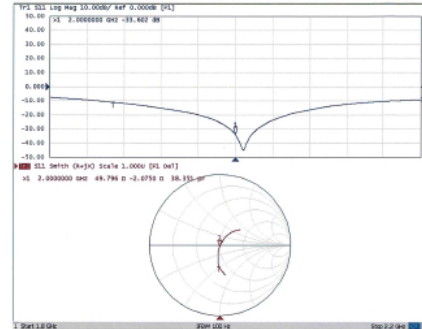 Tr1 S11 Log Mag 10.00dB/ Ref 0.000dB [F1]
50.00
>1 2.0000000 GHz -33.602 dB
40.00
30.00
20.00
10.00
0.000
-10.00
-20.00
-30.00
-40.00
-50.00
S11 Smith (R+jX) Scale 1.000U [F1 Del]
>1 2.0000000 GHz 49.796 Ω -2.0750 Ω 38.351 pF
1 Start 1.8 GHz IFBW 100 Hz Stop 2.2 GHz